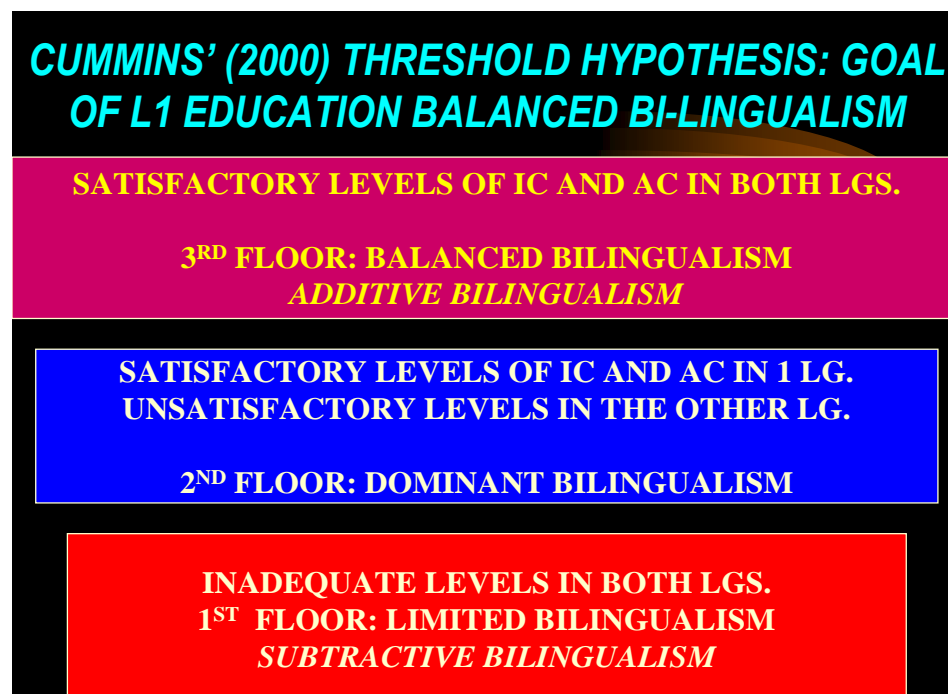 CUMMINS' (2000) THRESHOLD HYPOTHESIS: GOAL
OF L1 EDUCATION BALANCED BI-LINGUALISM
SATISFACTORY LEVELS OF IC AND AC IN BOTH LGS.
3RD FLOOR: BALANCED BILINGUALISM
ADDITIVE BILINGUALISM
SATISFACTORY LEVELS OF IC AND AC IN 1 LG.
UNSATISFACTORY LEVELS IN THE OTHER LG.
2ND FLOOR: DOMINANT BILINGUALISM
INADEQUATE LEVELS IN BOTH LGS.
1ST FLOOR: LIMITED BILINGUALISM
SUBTRACTIVE BILINGUALISM